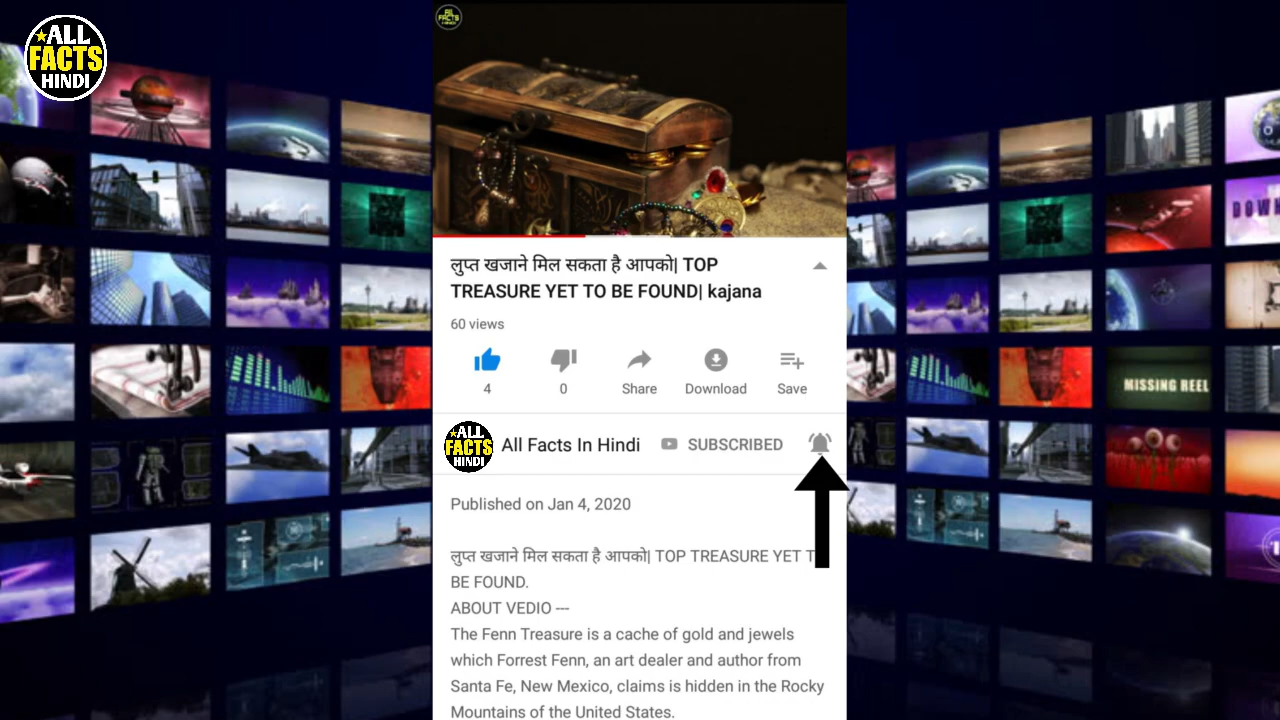 ALL
FACTS
HINDI
ALL
FACTS
HINDI
लुप्त खजाने मिल सकता है आपको| TOP
TREASURE YET TO BE FOUND| kajana
60 views
4
0
Share
Download
Save
MISSING REEL
ALL
FACTS
HINDI
All Facts In Hindi
SUBSCRIBED
Published on Jan 4, 2020
लुप्त खजाने मिल सकता है आपको| TOP TREASURE YET T
BE FOUND.
ABOUT VEDIO ---
The Fenn Treasure is a cache of gold and jewels
which Forrest Fenn, an art dealer and author from
Santa Fe, New Mexico, claims is hidden in the Rocky
Mountains of the United States.